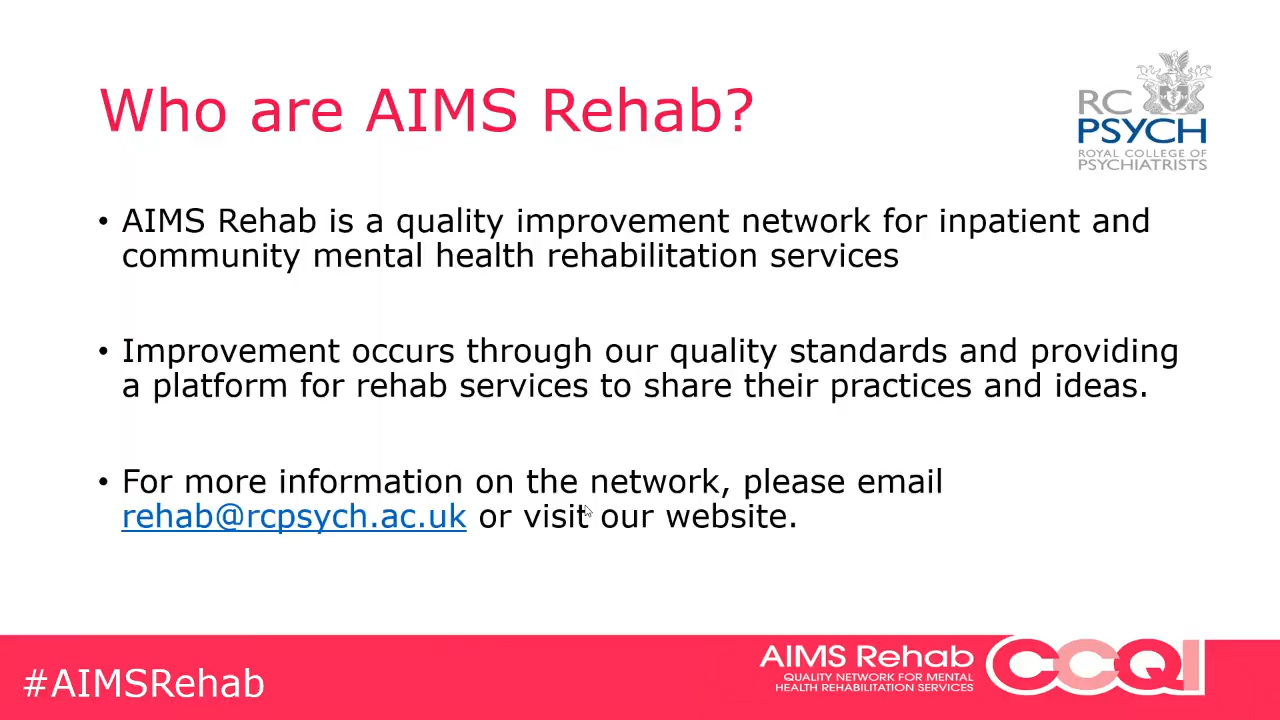 Who are AIMS Rehab?
RC
PSYCH
ROYAL COLLEGE OF
PSYCHIATRISTS
• AIMS Rehab is a quality improvement network for inpatient and
community mental health rehabilitation services
• Improvement occurs through our quality standards and providing
a platform for rehab services to share their practices and ideas.
• For more information on the network, please email
rehab@rcpsych.ac.uk or visit our website.
#AIMSRehab
AIMS Rehab
QUALITY NETWORK FOR MENTAL
HEALTH REHABILITATION SERVICES
CCQI